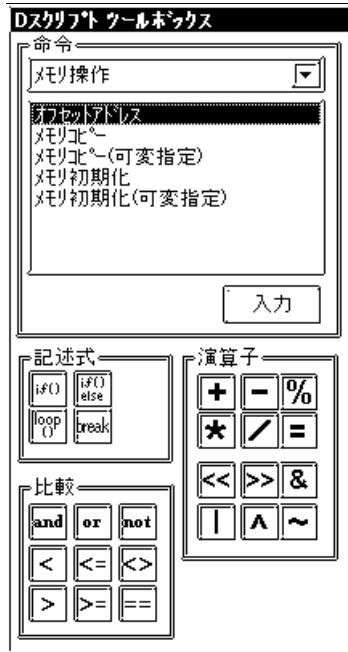 Dｽｸﾘﾌﾟﾄ ﾂｰﾙﾎﾞｯｸｽ
命令
ﾒﾓﾘ操作
ｵﾌｾｯﾄｱﾄﾞﾚｽ
ﾒﾓﾘｺﾋﾟｰ
ﾒﾓﾘｺﾋﾟｰ(可変指定)
ﾒﾓﾘ初期化
ﾒﾓﾘ初期化(可変指定)
入力
記述式
if() if() else
loop () break
比較
and or not
< <= <>
> >= ==
演算子
+ - %
* / =
<< >> &
| ^ ~